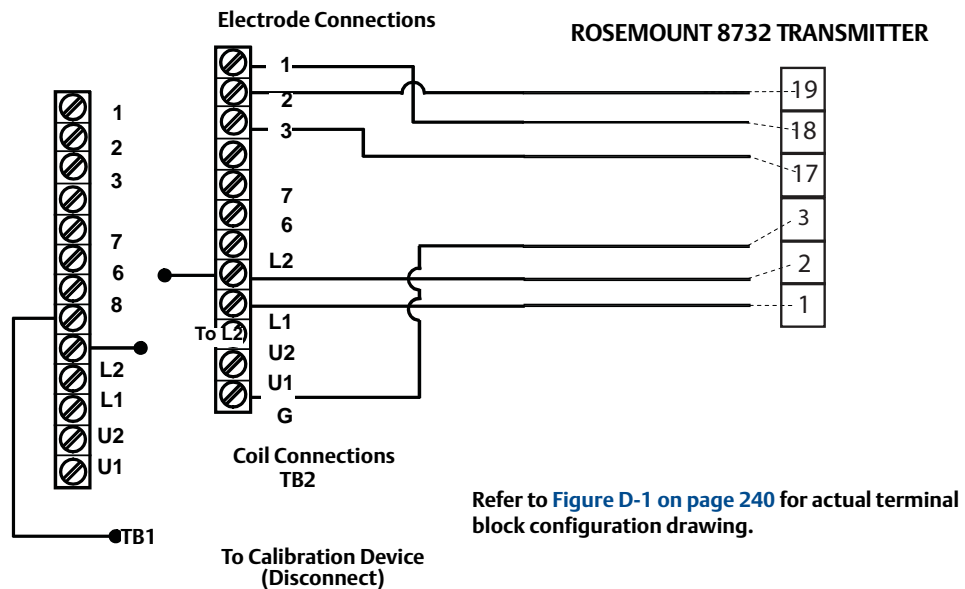 Electrode Connections
ROSEMOUNT 8732 TRANSMITTER
1
2
3
7
6
8
L2
L1
U2
U1
TB1
1
2
3
7
6
L2
To L2
L1
U2
U1
G
19
18
17
3
2
1
Coil Connections
TB2
Refer to Figure D-1 on page 240 for actual terminal
block configuration drawing.
To Calibration Device
(Disconnect)